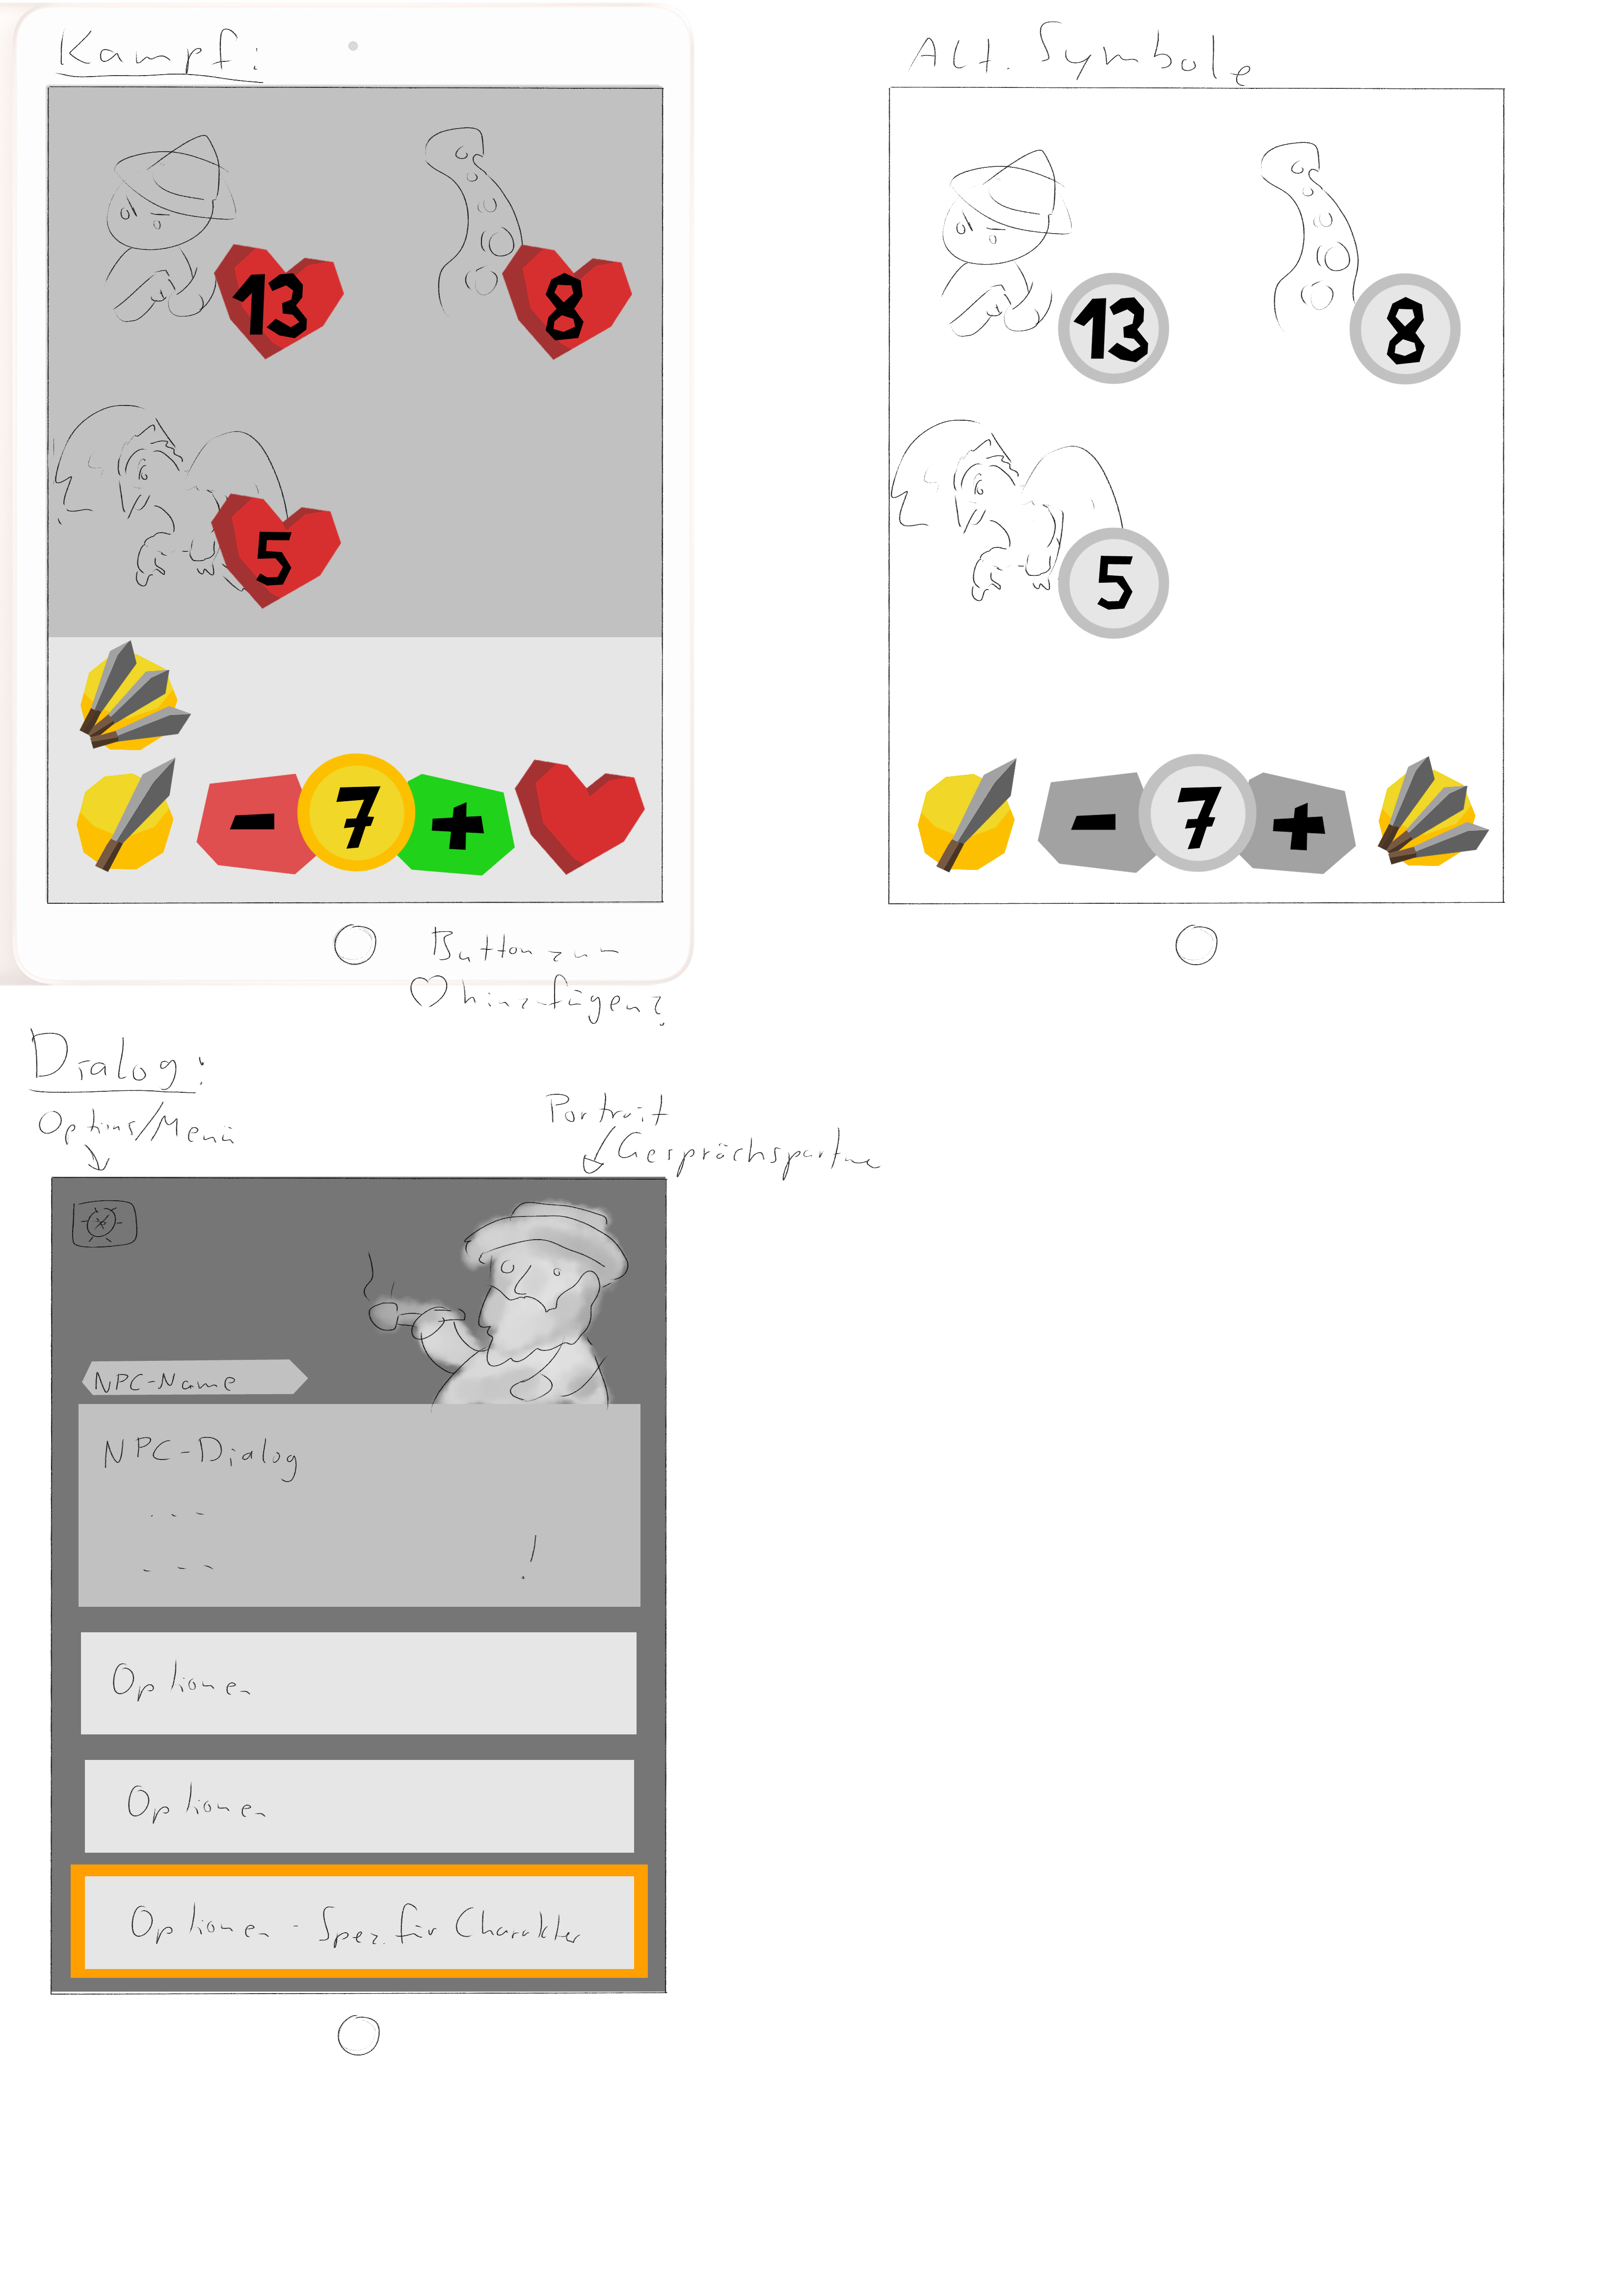 Kampf:
13
8
5
- 7 +
Button zum
♡ hinzufügen?
Alt. Symbole
13
8
5
- 7 +
Dialog:
Options/Menü
Portrait
Gesprächspartner
NPC-Name
NPC-Dialog
- - -
- - - !
Optionen
Optionen
Optionen - Spez. für Charakter